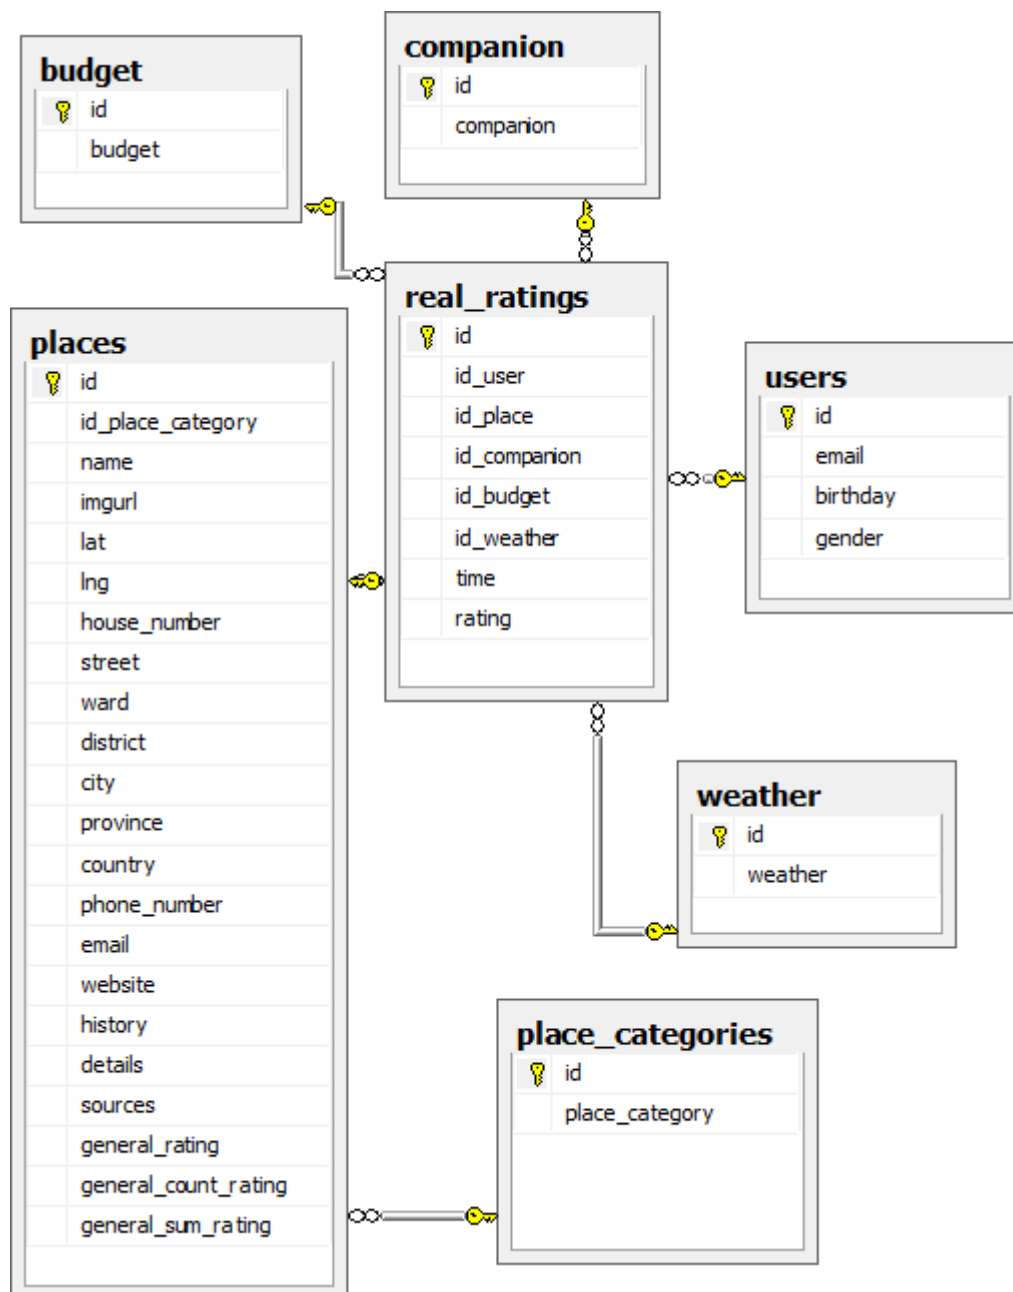 budget
id
budget
companion
id
companion
real_ratings
id
id_user
id_place
id_companion
id_budget
id_weather
time
rating
places
id
id_place_category
name
imgurl
lat
lng
house_number
street
ward
district
city
province
country
phone_number
email
website
history
details
sources
general_rating
general_count_rating
general_sum_rating
users
id
email
birthday
gender
weather
id
weather
place_categories
id
place_category